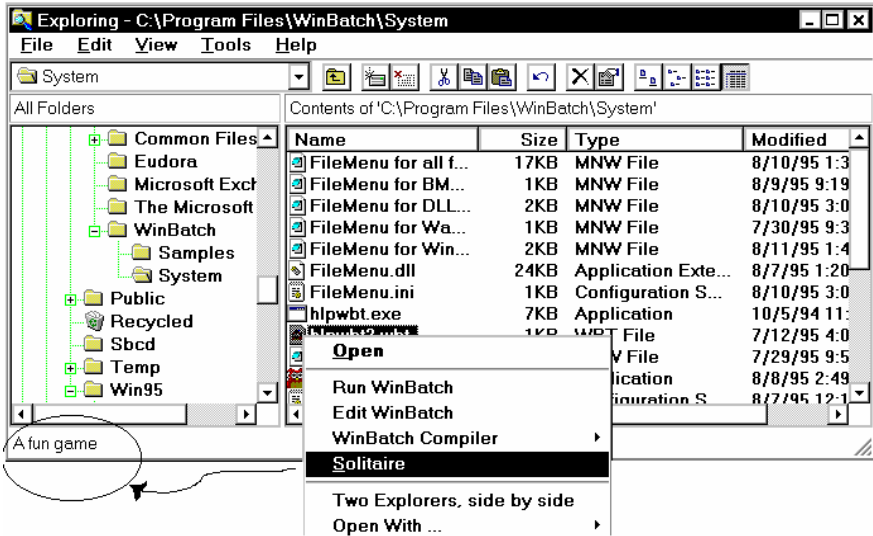 Exploring - C:\Program Files\WinBatch\System
File Edit View Tools Help
System
All Folders
Contents of 'C:\Program Files\WinBatch\System'
Common Files
Eudora
Microsoft Exch
The Microsoft
WinBatch
Samples
System
Public
Recycled
Sbcd
Temp
Win95
Name Size Type Modified
FileMenu for all f... 17KB MNW File 8/10/95 1:3
FileMenu for BM... 1KB MNW File 8/9/95 9:19
FileMenu for DLL... 2KB MNW File 8/10/95 3:0
FileMenu for Wa... 1KB MNW File 7/30/95 9:3
FileMenu for Win... 2KB MNW File 8/11/95 1:4
FileMenu.dll 24KB Application Exte... 8/7/95 1:20
FileMenu.ini 1KB Configuration S... 8/10/95 3:0
hlpwbt.exe 7KB Application 10/5/94 11:
1KB WBT File 7/12/95 4:0
File 7/29/95 9:5
lication 8/8/95 2:49
figuration S 8/7/95 12:1
Open
Run WinBatch
Edit WinBatch
WinBatch Compiler
Solitaire
Two Explorers, side by side
Open With ...
A fun game